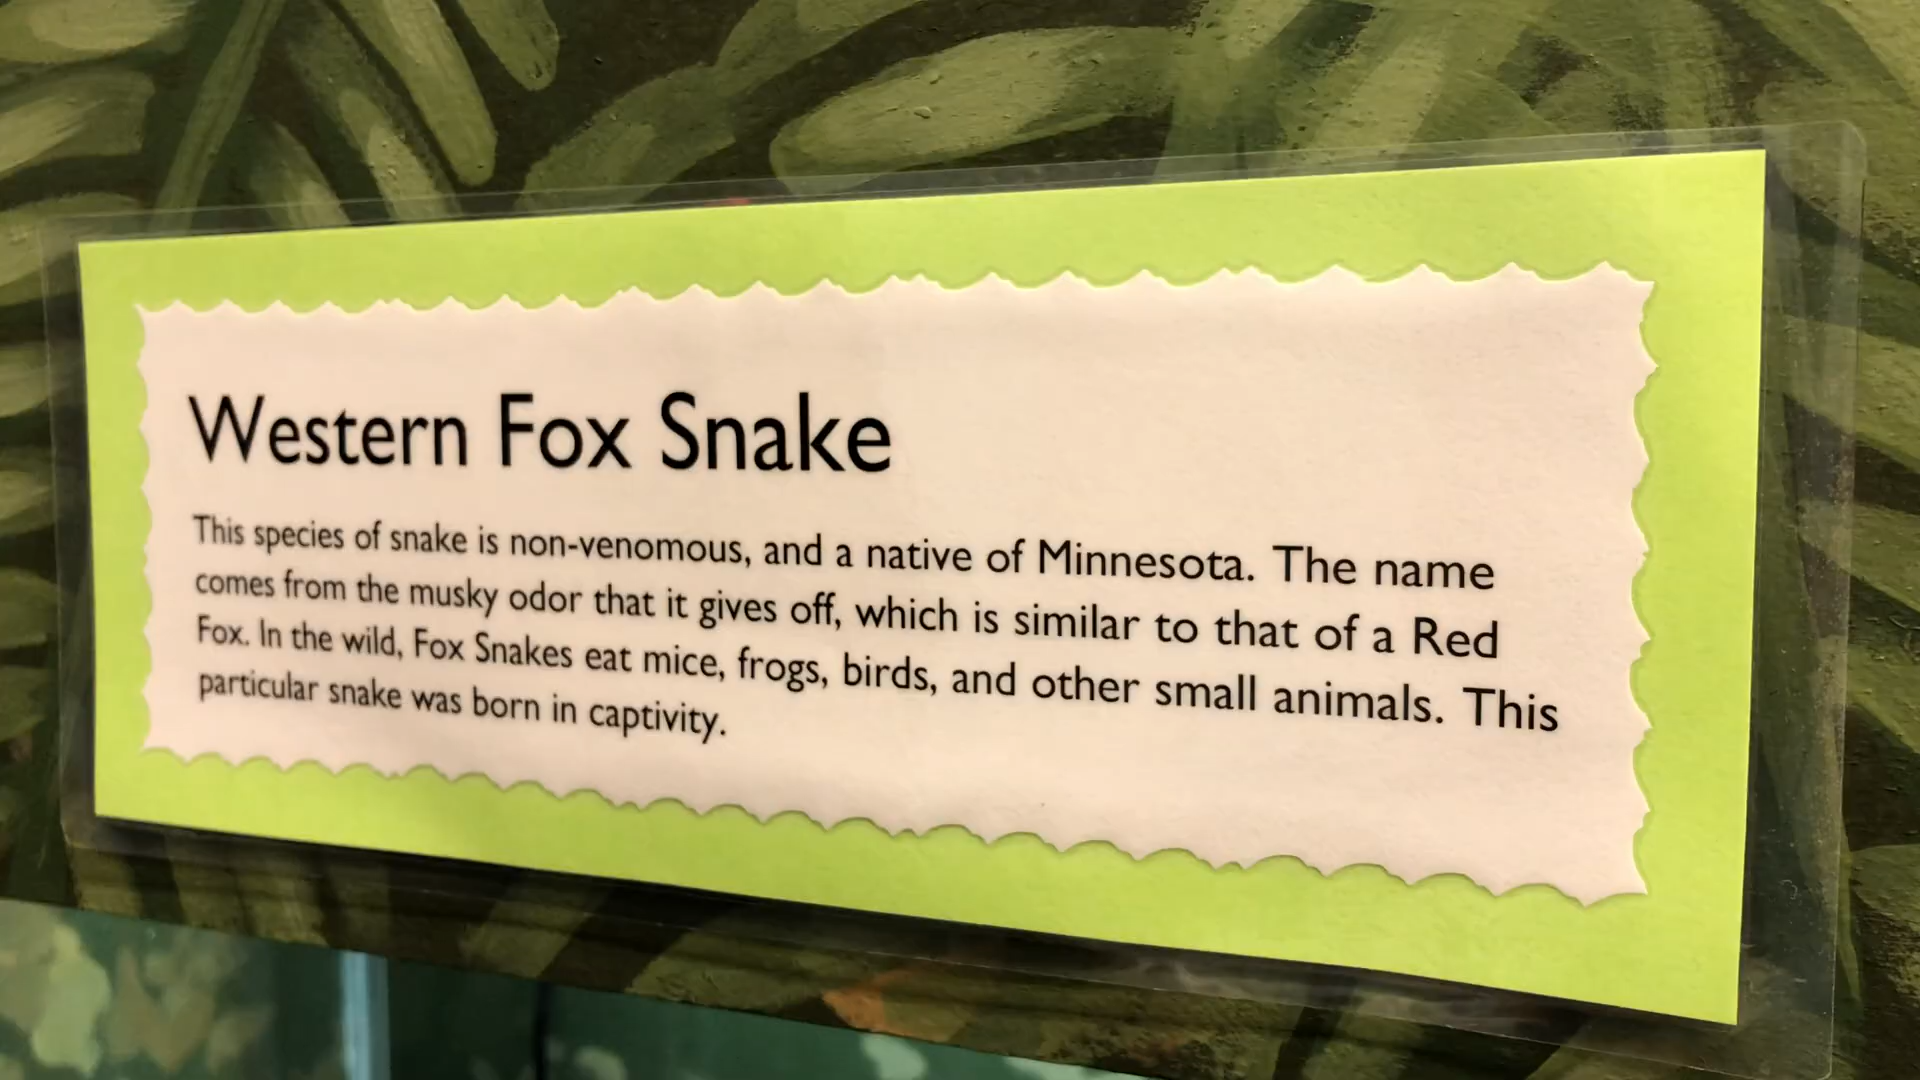 Western Fox Snake
This species of snake is non-venomous, and a native of Minnesota. The name
comes from the musky odor that it gives off, which is similar to that of a Red
Fox. In the wild, Fox Snakes eat mice, frogs, birds, and other small animals. This
particular snake was born in captivity.